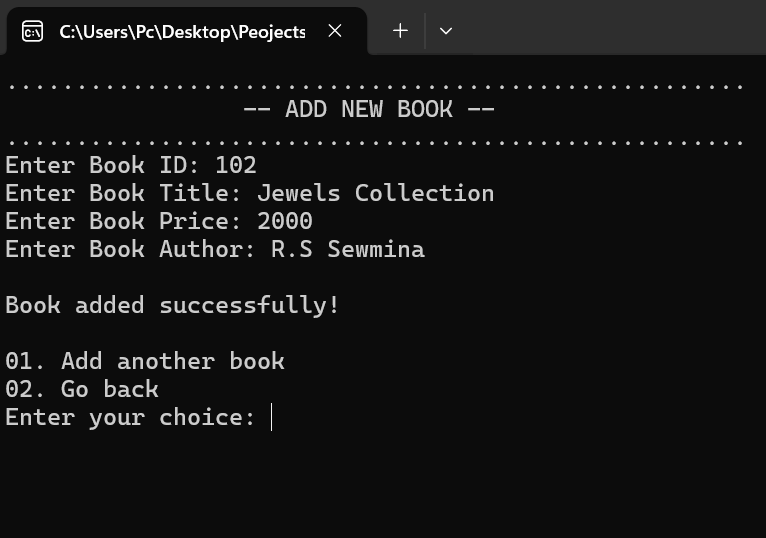 C:\Users\Pc\Desktop\Peojects
.....................................................
-- ADD NEW BOOK --
.....................................................
Enter Book ID: 102
Enter Book Title: Jewels Collection
Enter Book Price: 2000
Enter Book Author: R.S Sewmina
Book added successfully!
01. Add another book
02. Go back
Enter your choice: